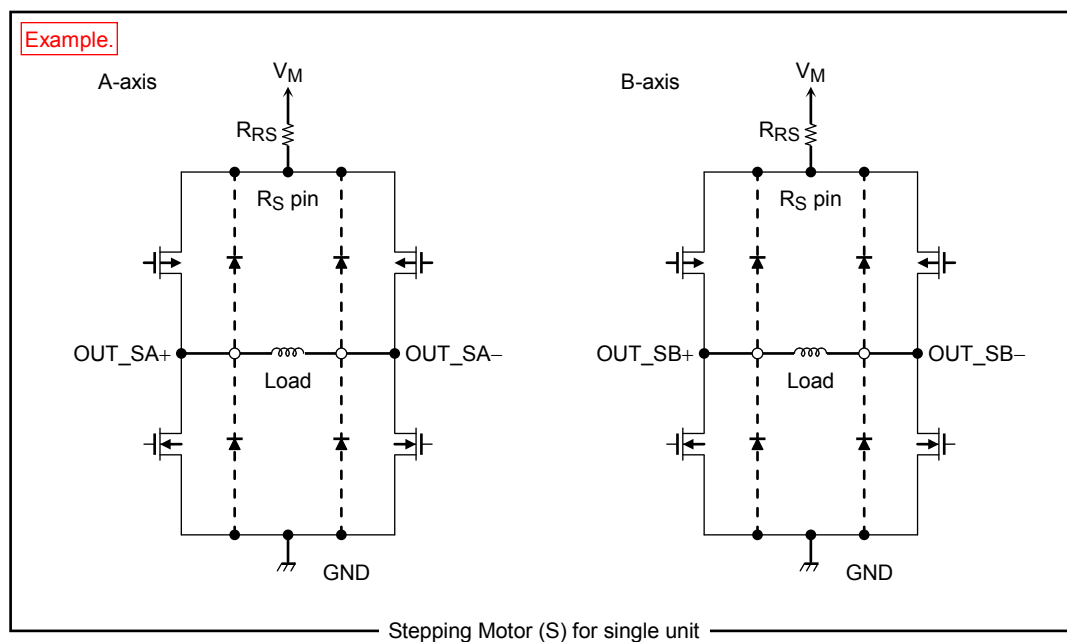 Example.
A-axis
VM
RRS
RS pin
OUT_SA+
OUT_SA−
Load
GND
B-axis
VM
RRS
RS pin
OUT_SB+
OUT_SB−
Load
GND
Stepping Motor (S) for single unit